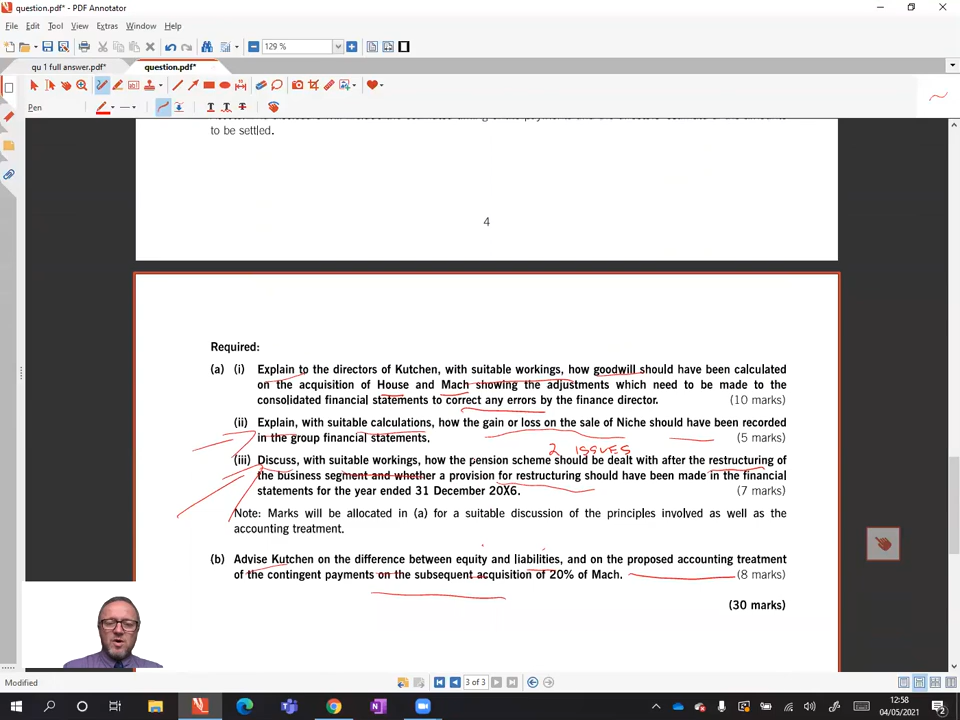 question.pdf* - PDF Annotator
File Edit Tool View Extras Window Help
129 %
qu 1 full answer.pdf* question.pdf*
Pen
to be settled.
4
Required:
(a) (i) Explain to the directors of Kutchen, with suitable workings, how goodwill should have been calculated
on the acquisition of House and Mach showing the adjustments which need to be made to the
consolidated financial statements to correct any errors by the finance director. (10 marks)
(ii) Explain, with suitable calculations, how the gain or loss on the sale of Niche should have been recorded
in the group financial statements. (5 marks)
2 ISSUES
(iii) Discuss, with suitable workings, how the pension scheme should be dealt with after the restructuring of
the business segment and whether a provision for restructuring should have been made in the financial
statements for the year ended 31 December 20X6. (7 marks)
Note: Marks will be allocated in (a) for a suitable discussion of the principles involved as well as the
accounting treatment.
(b) Advise Kutchen on the difference between equity and liabilities, and on the proposed accounting treatment
of the contingent payments on the subsequent acquisition of 20% of Mach. (8 marks)
(30 marks)
Modified
3 of 3
12:58
04/05/2021
2